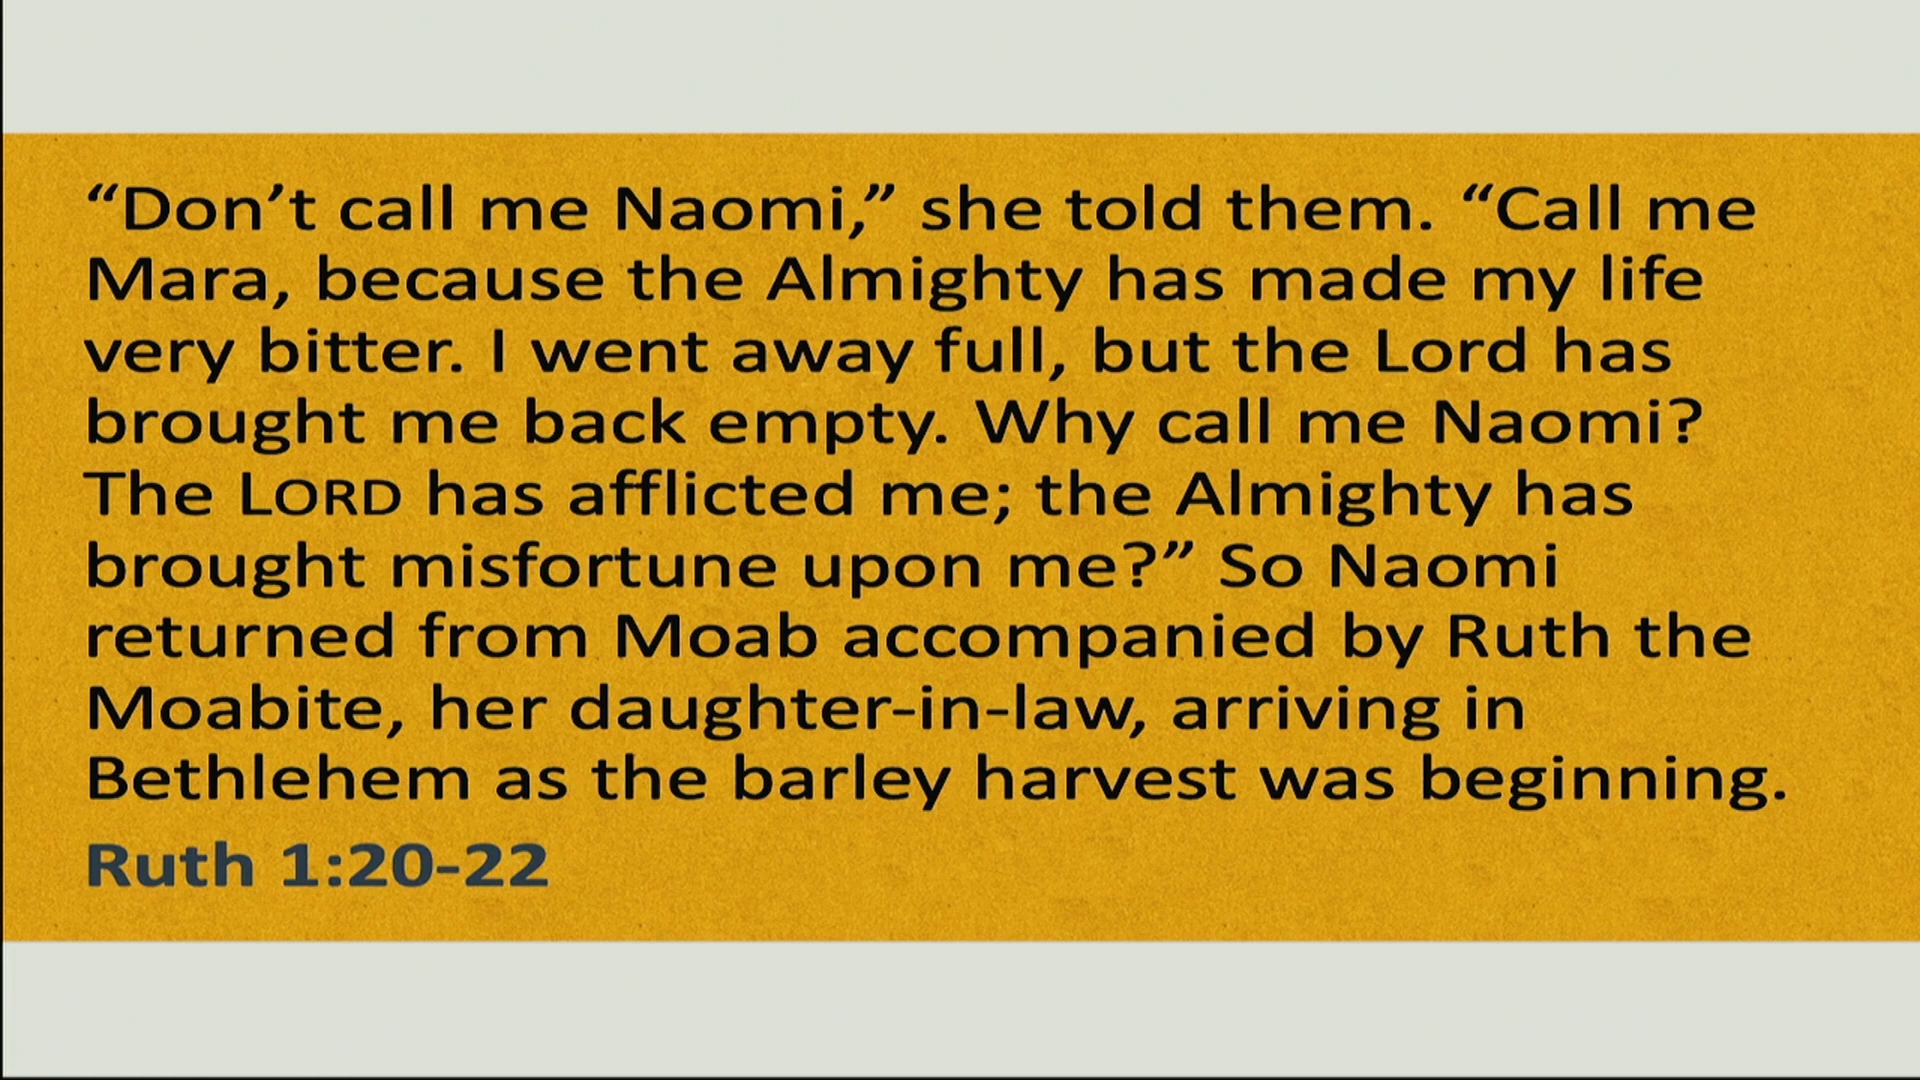 “Don’t call me Naomi,” she told them. “Call me
Mara, because the Almighty has made my life
very bitter. I went away full, but the Lord has
brought me back empty. Why call me Naomi?
The LORD has afflicted me; the Almighty has
brought misfortune upon me?” So Naomi
returned from Moab accompanied by Ruth the
Moabite, her daughter-in-law, arriving in
Bethlehem as the barley harvest was beginning.
Ruth 1:20-22